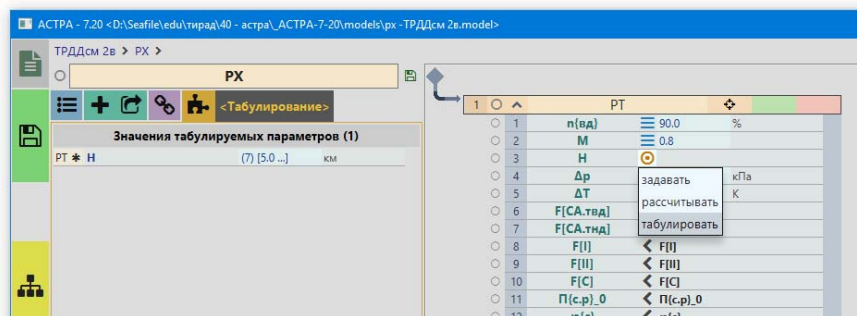 АСТРА - 7.20 <D:\Seafile\edu\тирад\40 - астра\_АСТРА-7-20\models\рх -ТРДДсм 2в.model>
ТРДДсм 2в > РХ >
РХ
<Табулирование>
Значения табулируемых параметров (1)
РТ ✱ Н (7) [5.0 ...] км
1 РТ
1 n{вд} 90.0 %
2 М 0.8
3 Н
4 Δp кПа
5 ΔT К
задавать
рассчитывать
табулировать
6 F[СА.твд]
7 F[СА.тнд]
8 F[I] F[I]
9 F[II] F[II]
10 F[C] F[C]
11 П{с.р}_0 П{с.р}_0
12